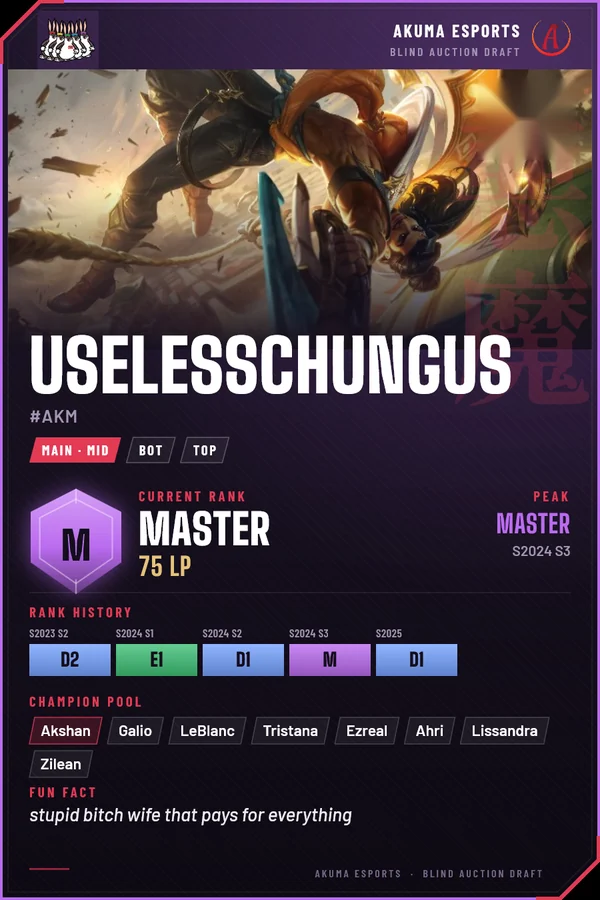 AKUMA ESPORTS
BLIND AUCTION DRAFT
魔
USELESSCHUNGUS
#AKM
MAIN · MID BOT TOP
CURRENT RANK PEAK
M MASTER MASTER
75 LP S2024 S3
RANK HISTORY
S2023 S2 S2024 S1 S2024 S2 S2024 S3 S2025
D2 E1 D1 M D1
CHAMPION POOL
Akshan Galio LeBlanc Tristana Ezreal Ahri Lissandra
Zilean
FUN FACT
stupid bitch wife that pays for everything
AKUMA ESPORTS · BLIND AUCTION DRAFT